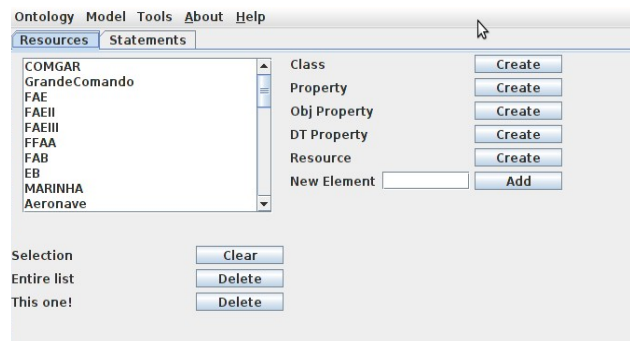 Ontology Model Tools About Help
Resources Statements
COMGAR
GrandeComando
FAE
FAEII
FAEIII
FFAA
FAB
EB
MARINHA
Aeronave
Class Create
Property Create
Obj Property Create
DT Property Create
Resource Create
New Element Add
Selection Clear
Entire list Delete
This one! Delete